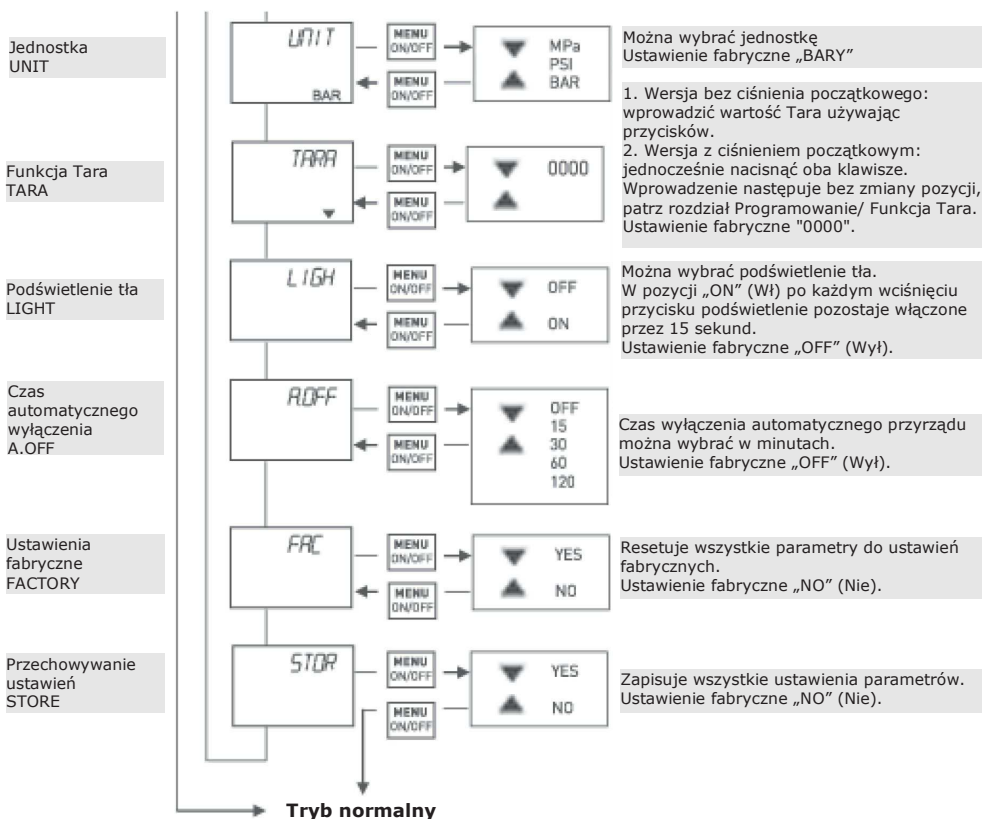 Jednostka
UNIT
UNIT
BAR
MENU
ON/OFF
MENU
ON/OFF
MPa
PSI
BAR
Można wybrać jednostkę
Ustawienie fabryczne „BARY”
Funkcja Tara
TARA
TARA
MENU
ON/OFF
MENU
ON/OFF
0000
1. Wersja bez ciśnienia początkowego:
wprowadzić wartość Tara używając
przycisków.
2. Wersja z ciśnieniem początkowym:
jednocześnie nacisnąć oba klawisze.
Wprowadzenie następuje bez zmiany pozycji,
patrz rozdział Programowanie/ Funkcja Tara.
Ustawienie fabryczne "0000".
Podświetlenie tła
LIGHT
LIGH
MENU
ON/OFF
MENU
ON/OFF
OFF
ON
Można wybrać podświetlenie tła.
W pozycji „ON” (Wł) po każdym wciśnięciu
przycisku podświetlenie pozostaje włączone
przez 15 sekund.
Ustawienie fabryczne „OFF” (Wył).
Czas
automatycznego
wyłączenia
A.OFF
A.OFF
MENU
ON/OFF
MENU
ON/OFF
OFF
15
30
60
120
Czas wyłączenia automatycznego przyrządu
można wybrać w minutach.
Ustawienie fabryczne „OFF” (Wył).
Ustawienia
fabryczne
FACTORY
FAC
MENU
ON/OFF
MENU
ON/OFF
YES
NO
Resetuje wszystkie parametry do ustawień
fabrycznych.
Ustawienie fabryczne „NO” (Nie).
Przechowywanie
ustawień
STORE
STOR
MENU
ON/OFF
MENU
ON/OFF
YES
NO
Zapisuje wszystkie ustawienia parametrów.
Ustawienie fabryczne „NO” (Nie).
Tryb normalny